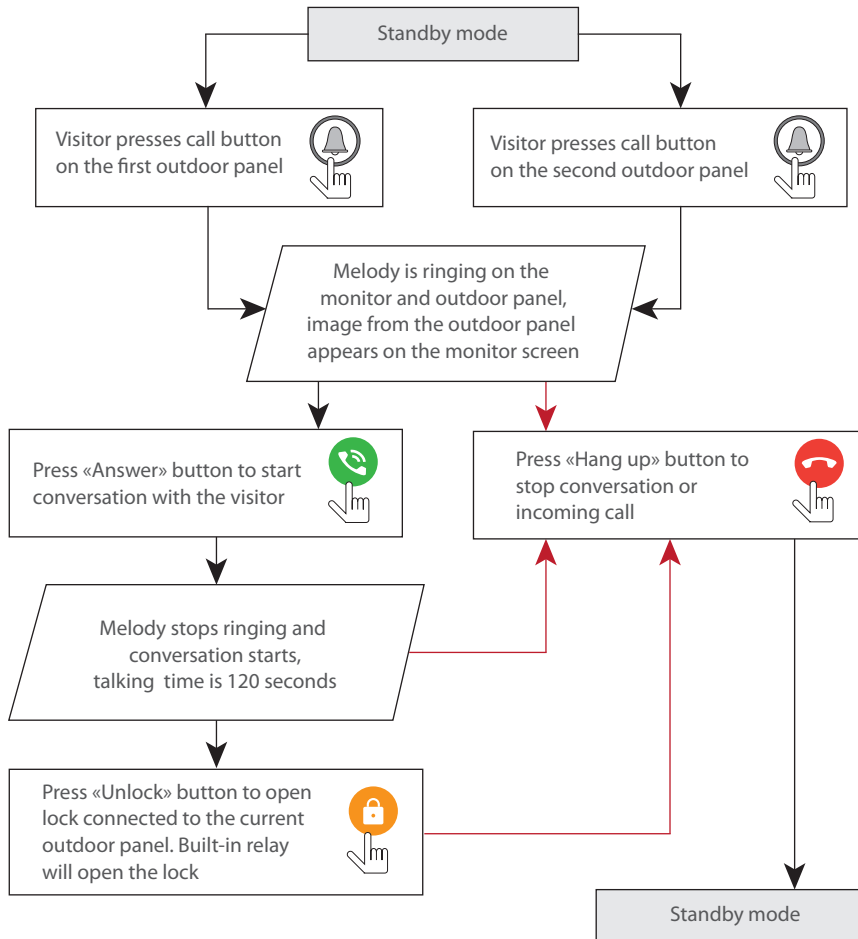 Standby mode
Visitor presses call button
on the first outdoor panel
Visitor presses call button
on the second outdoor panel
Melody is ringing on the
monitor and outdoor panel,
image from the outdoor panel
appears on the monitor screen
Press «Answer» button to start
conversation with the visitor
Press «Hang up» button to
stop conversation or
incoming call
Melody stops ringing and
conversation starts,
talking time is 120 seconds
Press «Unlock» button to open
lock connected to the current
outdoor panel. Built-in relay
will open the lock
Standby mode